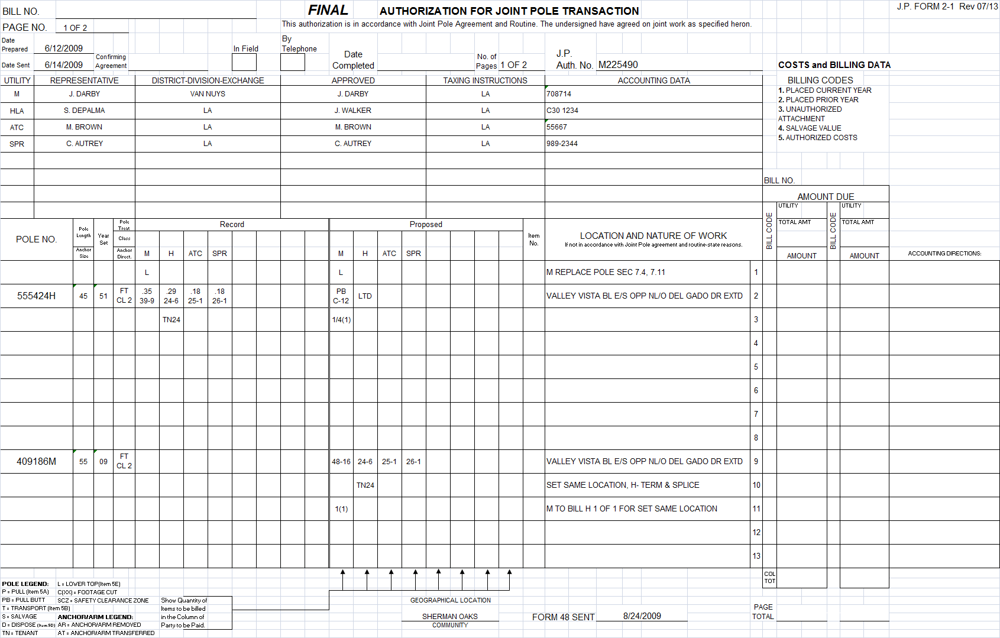 BILL NO. FINAL AUTHORIZATION FOR JOINT POLE TRANSACTION J.P. FORM 2-1 Rev 07/13
PAGE NO. 1 OF 2 This authorization is in accordance with Joint Pole Agreement and Routine. The undersigned have agreed on joint work as specified heron.
Date Prepared 6/12/2009 In Field By Telephone
Date Sent 6/14/2009 Confirming Agreement Date Completed No. of Pages 1 OF 2 J.P. Auth. No. M225490 COSTS and BILLING DATA
UTILITY REPRESENTATIVE DISTRICT-DIVISION-EXCHANGE APPROVED TAXING INSTRUCTIONS ACCOUNTING DATA
M J. DARBY VAN NUYS J. DARBY LA 708714
HLA S. DEPALMA LA J. WALKER LA C30 1234
ATC M. BROWN LA M. BROWN LA 55667
SPR C. AUTREY LA C. AUTREY LA 989-2344
BILLING CODES
1. PLACED CURRENT YEAR
2. PLACED PRIOR YEAR
3. UNAUTHORIZED
ATTACHMENT
4. SALVAGE VALUE
5. AUTHORIZED COSTS
BILL NO.
AMOUNT DUE
BILL CODE UTILITY BILL CODE UTILITY
TOTAL AMT TOTAL AMT
AMOUNT AMOUNT ACCOUNTING DIRECTIONS:
POLE NO. Pole Length Anchor Size Year Set Pole Treat Class Anchor Direct. Record Proposed Item No. LOCATION AND NATURE OF WORK
If not in accordance with Joint Pole agreement and routine-state reasons.
M H ATC SPR M H ATC SPR
L L M REPLACE POLE SEC 7.4, 7.11 1
555424H 45 51 FT CL 2 .35 39-9 .29 24-6 .18 25-1 .18 26-1 PB C-12 LTD VALLEY VISTA BL E/S OPP NL/O DEL GADO DR EXTD 2
TN24 1/4(1) 3
4
5
6
7
8
409186M 55 09 FT CL 2 48-16 24-6 25-1 26-1 VALLEY VISTA BL E/S OPP NL/O DEL GADO DR EXTD 9
TN24 SET SAME LOCATION, H- TERM & SPLICE 10
1(1) M TO BILL H 1 OF 1 FOR SET SAME LOCATION 11
12
13
COL TOT
POLE LEGEND: L = LOWER TOP(Item 5E)
P = PULL (Item 5A) C(XX) = FOOTAGE CUT
PB = PULL BUTT SCZ = SAFETY CLEARANCE ZONE
T = TRANSPORT (Item 5B)
S = SALVAGE ANCHOR/ARM LEGEND:
D = DISPOSE (Item 5D) AR = ANCHOR/ARM REMOVED
TN = TENANT AT = ANCHOR/ARM TRANSFERRED
Show Quantity of
Items to be billed
in the Column of
Party to be Paid.
GEOGRAPHICAL LOCATION
SHERMAN OAKS
COMMUNITY
FORM 48 SENT 8/24/2009
PAGE
TOTAL